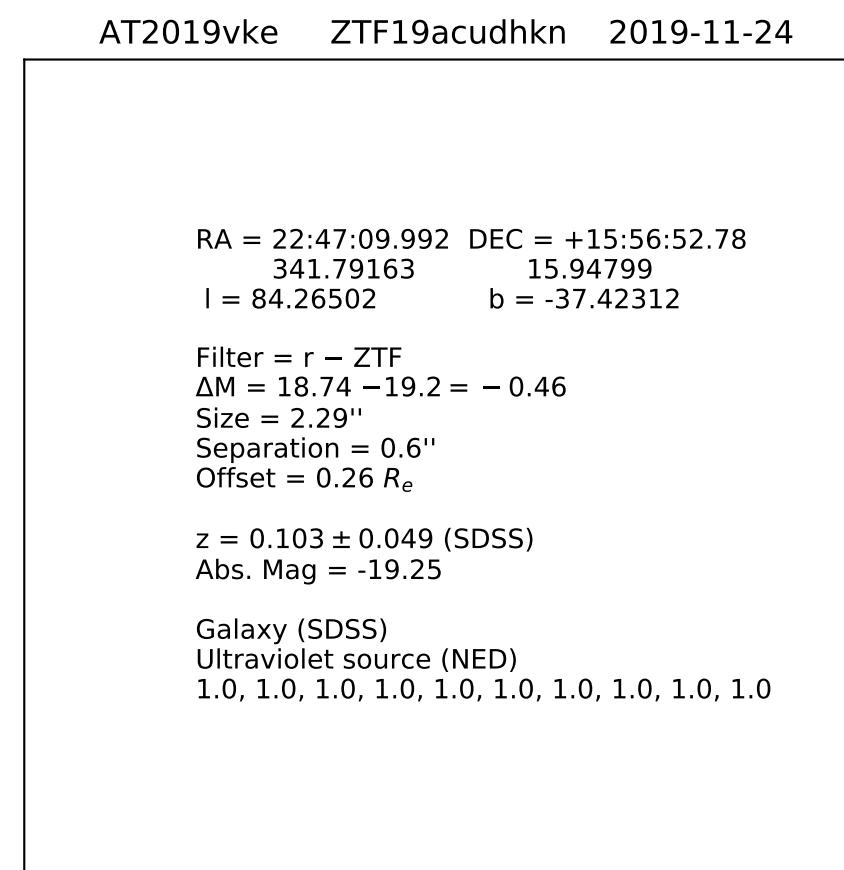 AT2019vke ZTF19acudhkn 2019-11-24
RA = 22:47:09.992 DEC = +15:56:52.78
341.79163 15.94799
l = 84.26502 b = -37.42312
Filter = r − ZTF
ΔM = 18.74 −19.2 = − 0.46
Size = 2.29''
Separation = 0.6''
Offset = 0.26 Rₑ
z = 0.103 ± 0.049 (SDSS)
Abs. Mag = -19.25
Galaxy (SDSS)
Ultraviolet source (NED)
1.0, 1.0, 1.0, 1.0, 1.0, 1.0, 1.0, 1.0, 1.0, 1.0